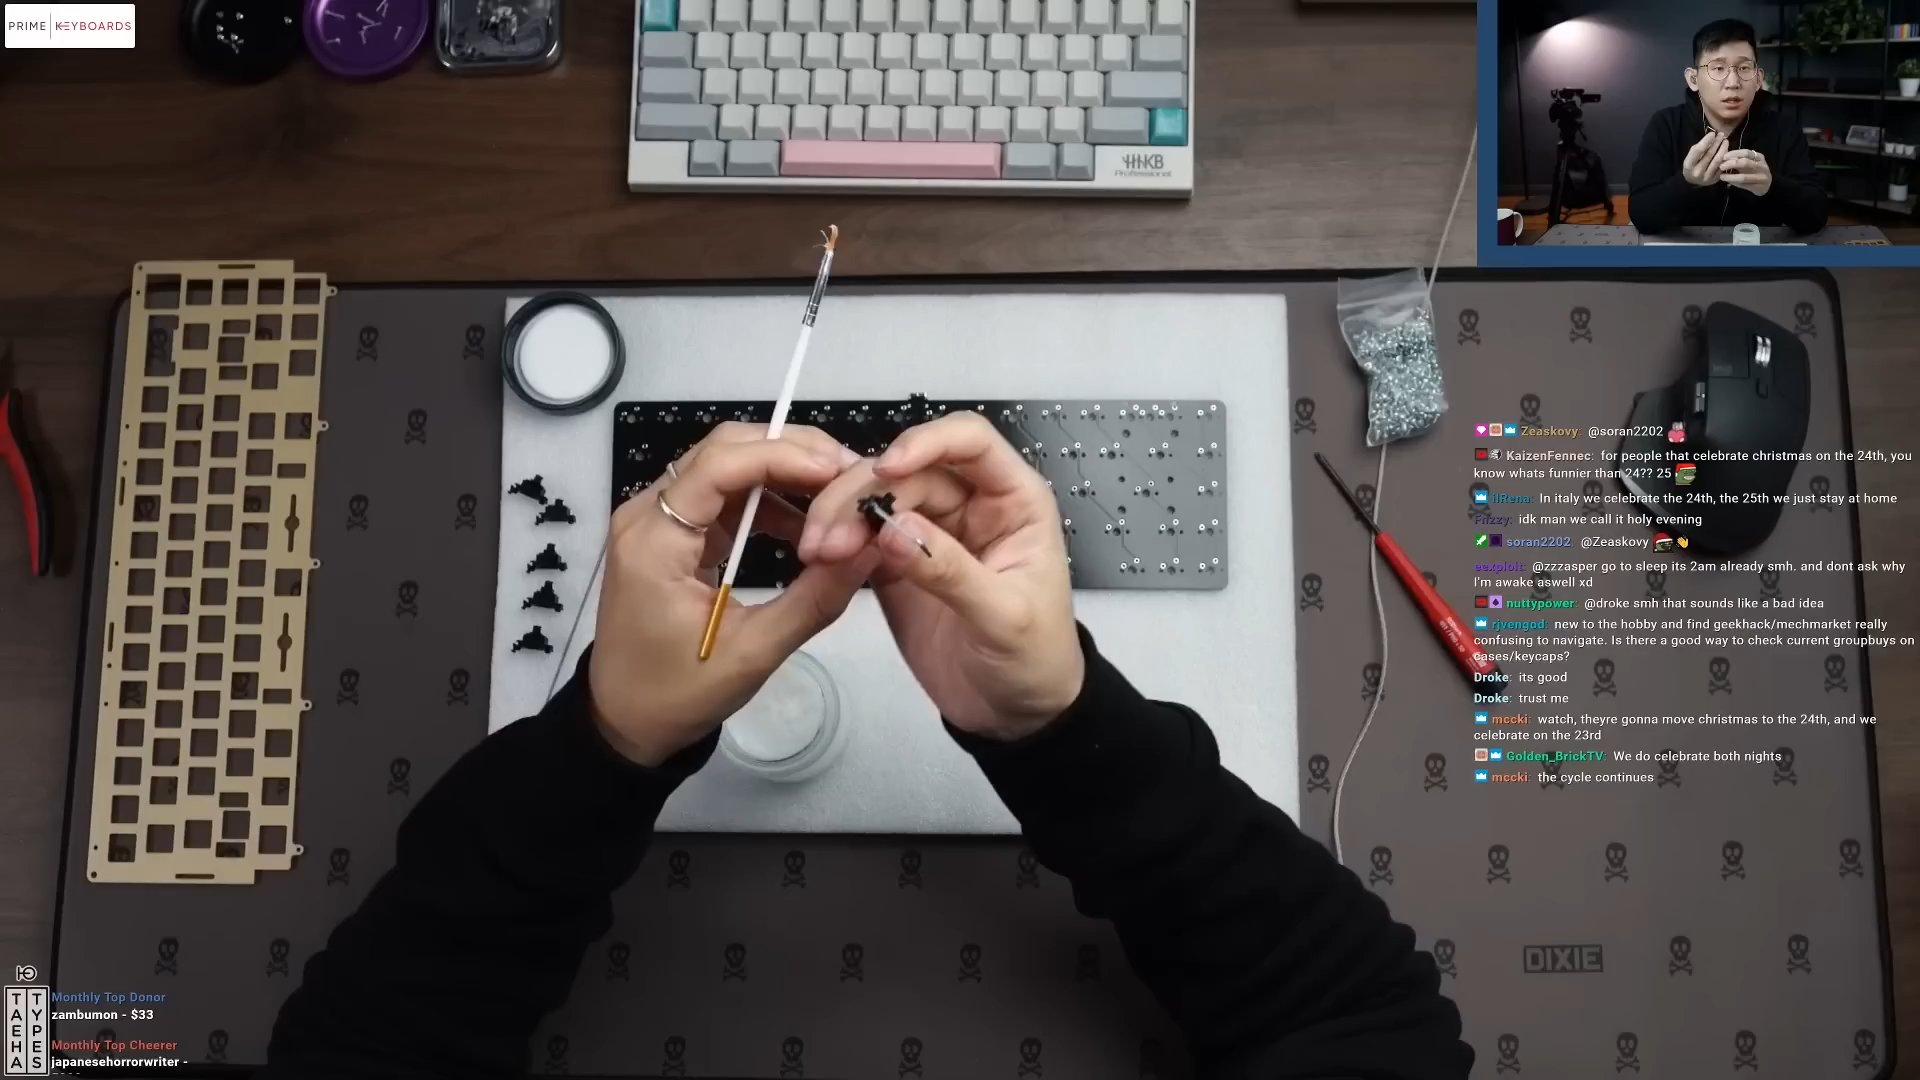 PRIME KEYBOARDS
HHKB
Professional
Zeaskovy: @soran2202
KaizenFennec: for people that celebrate christmas on the 24th, you
know whats funnier than 24?? 25
ilRena: In italy we celebrate the 24th, the 25th we just stay at home
idk man we call it holy evening
soran2202: @Zeaskovy
eexploit: @zzzasper go to sleep its 2am already smh. and dont ask why
I'm awake aswell xd
nuttypower: @droke smh that sounds like a bad idea
rjvengod: new to the hobby and find geekhack/mechmarket really
confusing to navigate. Is there a good way to check current groupbuys on
cases/keycaps?
Droke: its good
Droke: trust me
mccki: watch, theyre gonna move christmas to the 24th, and we
celebrate on the 23rd
Golden_BrickTV: We do celebrate both nights
mccki: the cycle continues
DIXIE
TAEHA TYPES
Monthly Top Donor
zambumon - $33
Monthly Top Cheerer
japanesehorrorwriter -